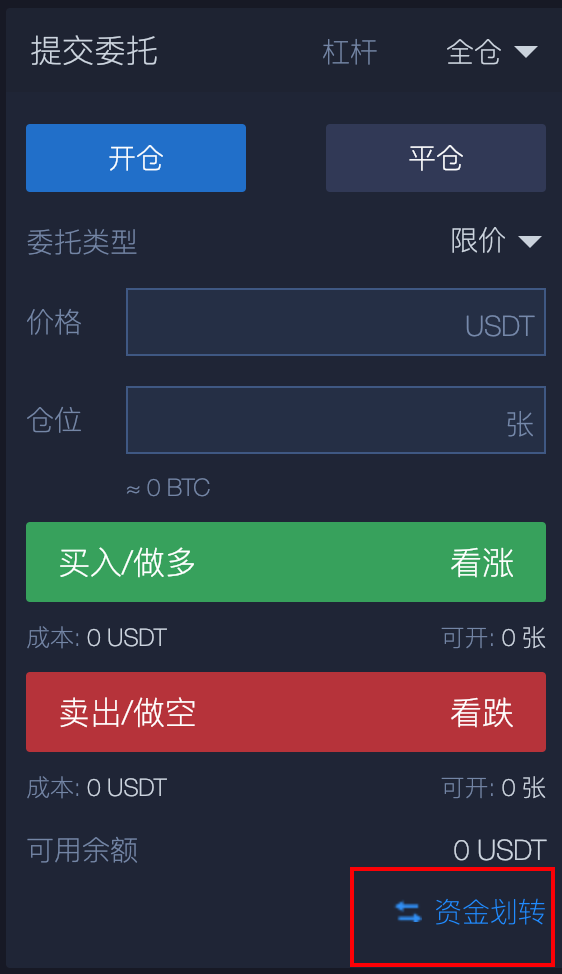 提交委托 杠杆 全仓
开仓 平仓
委托类型 限价
价格 USDT
仓位 张
≈ 0 BTC
买入/做多 看涨
成本: 0 USDT 可开: 0 张
卖出/做空 看跌
成本: 0 USDT 可开: 0 张
可用余额 0 USDT
资金划转